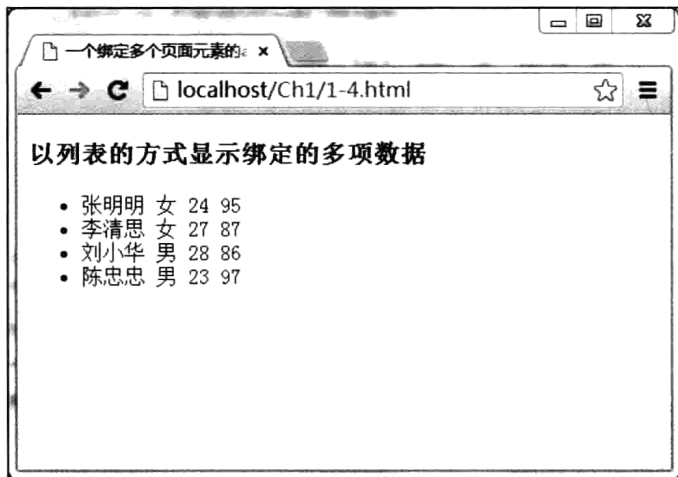 一个绑定多个页面元素的
localhost/Ch1/1-4.html
以列表的方式显示绑定的多项数据
• 张明明 女 24 95
• 李清思 女 27 87
• 刘小华 男 28 86
• 陈忠忠 男 23 97